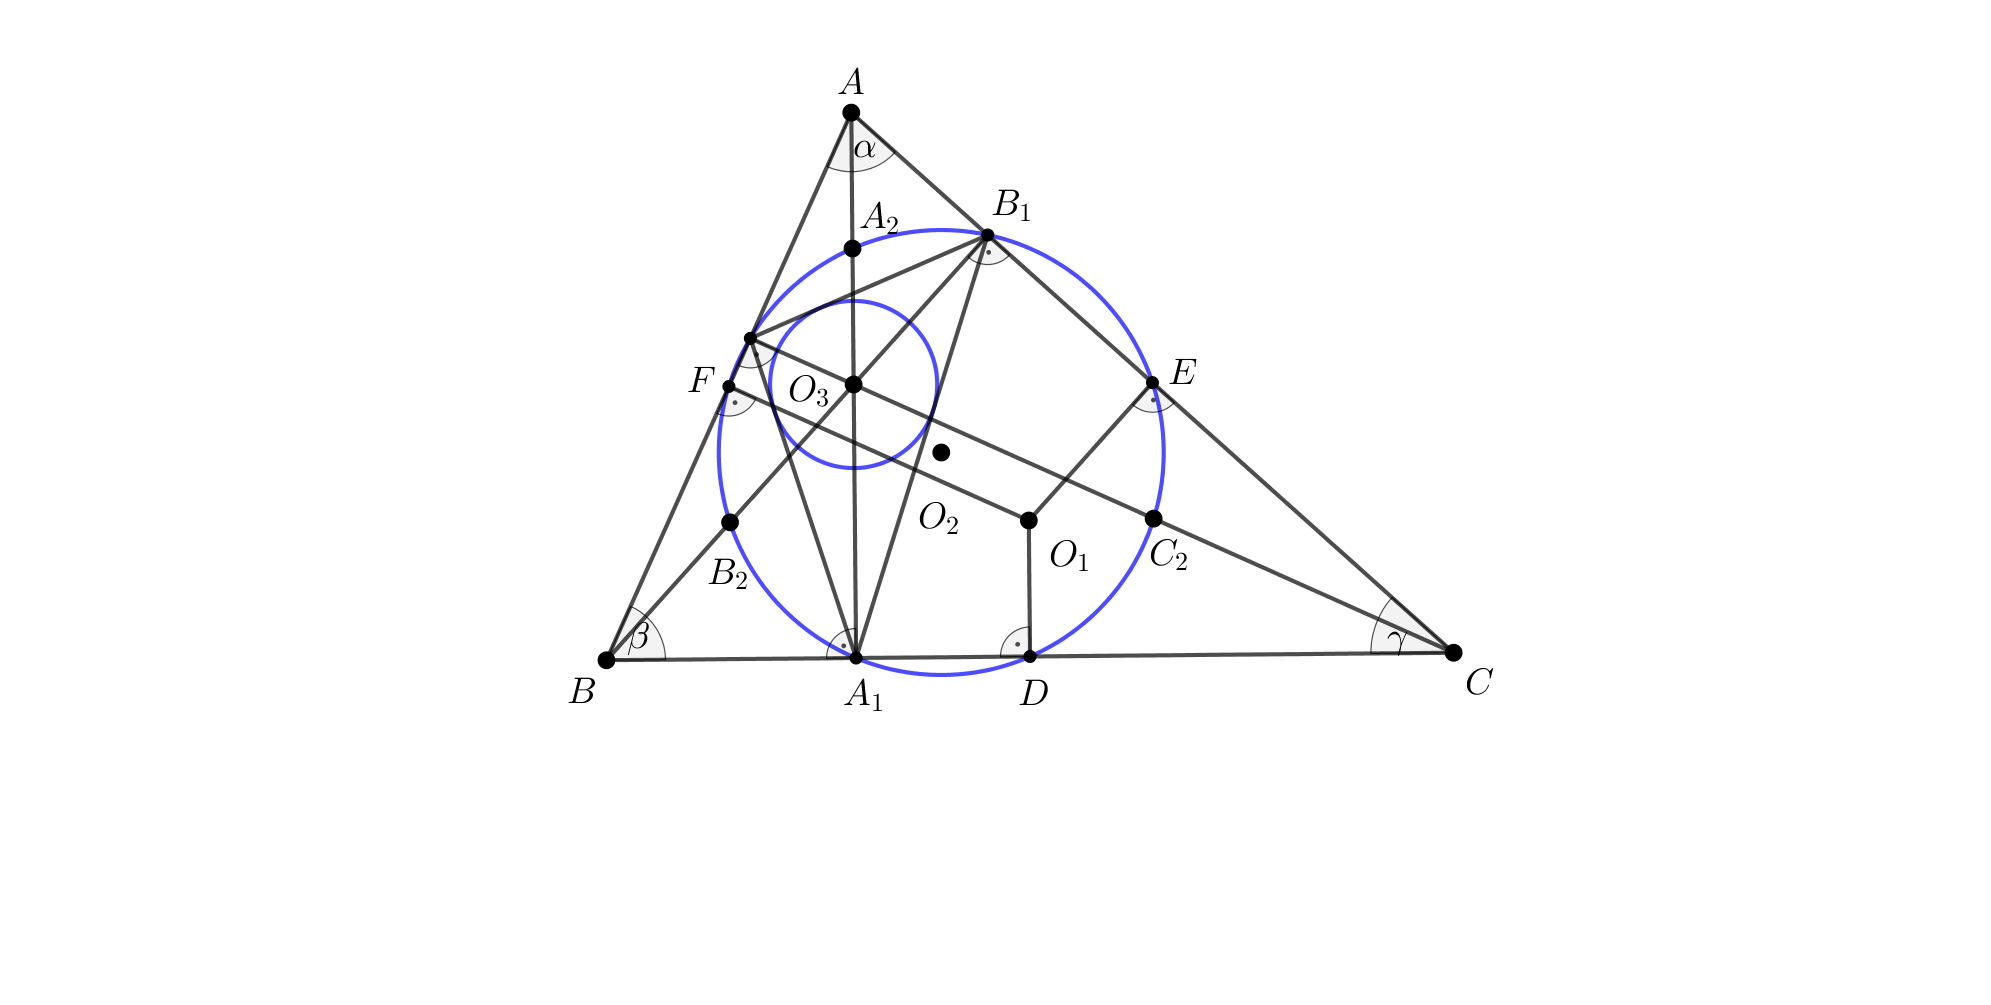 A
α
B₁
A₂
F
O₃
E
O₂
O₁
C₂
B₂
β
γ
B
A₁
D
C